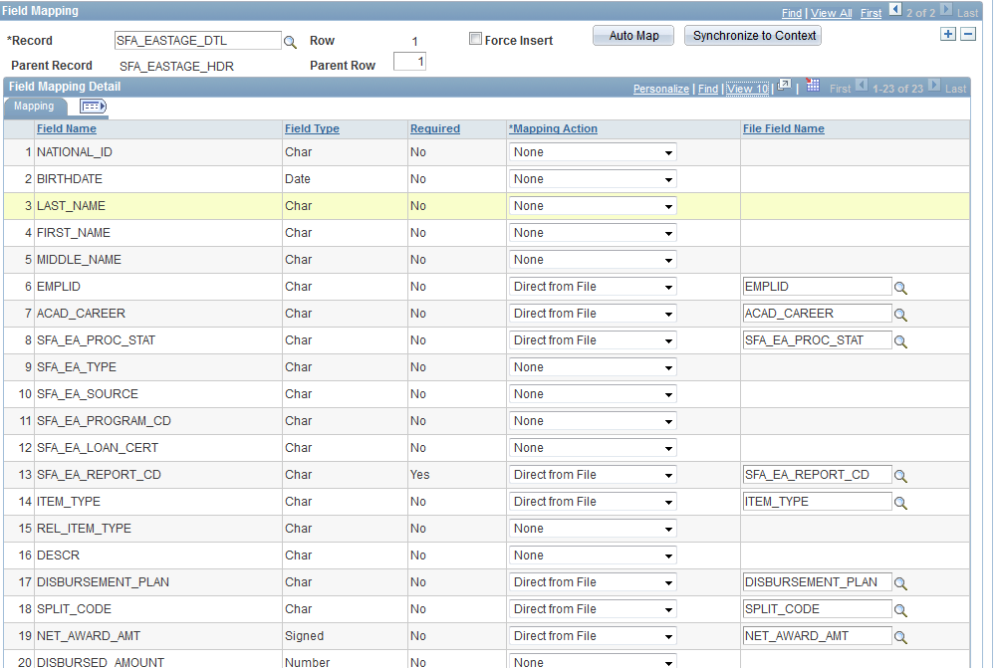 Field Mapping Find | View All First 2 of 2 Last
*Record SFA_EASTAGE_DTL Row 1 Force Insert Auto Map Synchronize to Context
Parent Record SFA_EASTAGE_HDR Parent Row 1
Field Mapping Detail Personalize | Find | View 10 | | First 1-23 of 23 Last
Mapping
Field Name Field Type Required *Mapping Action File Field Name
1 NATIONAL_ID Char No None
2 BIRTHDATE Date No None
3 LAST_NAME Char No None
4 FIRST_NAME Char No None
5 MIDDLE_NAME Char No None
6 EMPLID Char No Direct from File EMPLID
7 ACAD_CAREER Char No Direct from File ACAD_CAREER
8 SFA_EA_PROC_STAT Char No Direct from File SFA_EA_PROC_STAT
9 SFA_EA_TYPE Char No None
10 SFA_EA_SOURCE Char No None
11 SFA_EA_PROGRAM_CD Char No None
12 SFA_EA_LOAN_CERT Char No None
13 SFA_EA_REPORT_CD Char Yes Direct from File SFA_EA_REPORT_CD
14 ITEM_TYPE Char No Direct from File ITEM_TYPE
15 REL_ITEM_TYPE Char No None
16 DESCR Char No None
17 DISBURSEMENT_PLAN Char No Direct from File DISBURSEMENT_PLAN
18 SPLIT_CODE Char No Direct from File SPLIT_CODE
19 NET_AWARD_AMT Signed No Direct from File NET_AWARD_AMT
20 DISBURSED_AMOUNT Number No None